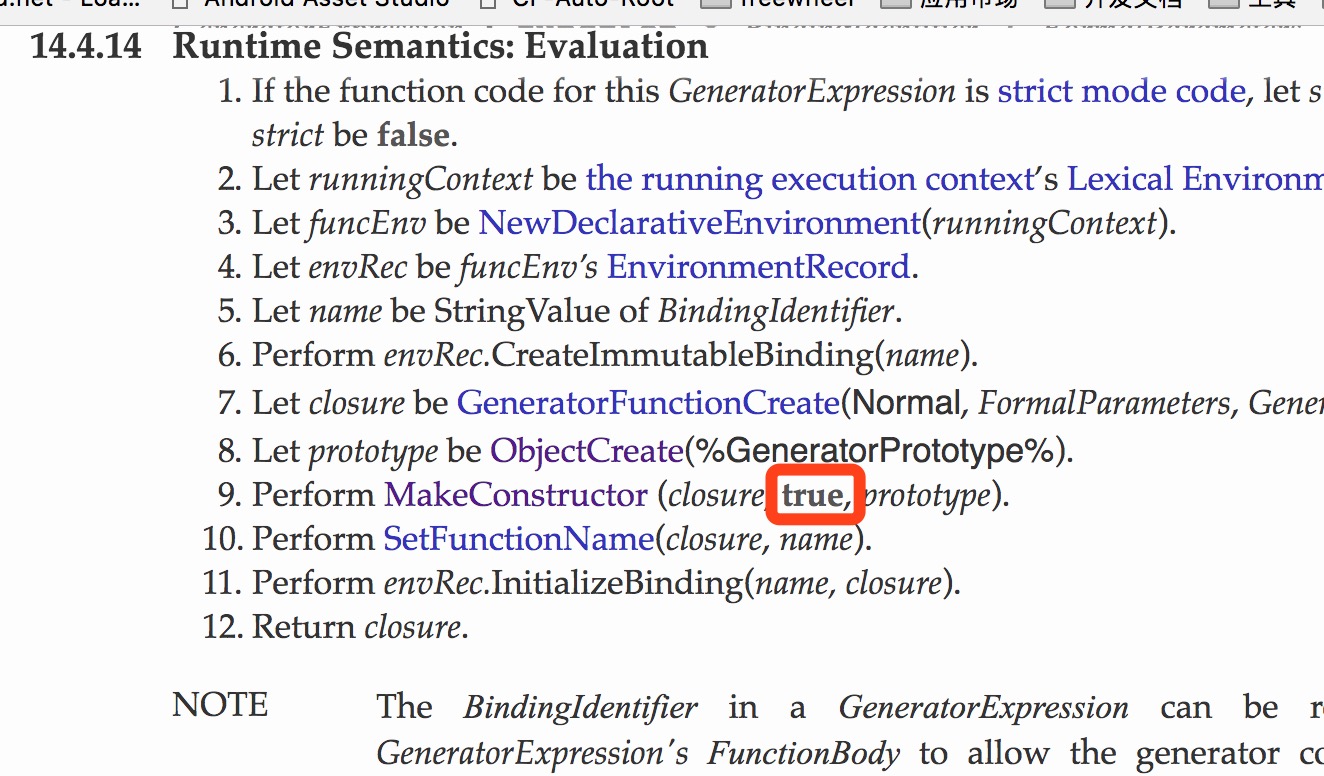 d.net - Loa... Android Asset Studio CF-Auto-Root freewheel 应用市场 开发文档 工具
14.4.14 Runtime Semantics: Evaluation
1. If the function code for this GeneratorExpression is strict mode code, let s
strict be false.
2. Let runningContext be the running execution context's Lexical Environm
3. Let funcEnv be NewDeclarativeEnvironment(runningContext).
4. Let envRec be funcEnv's EnvironmentRecord.
5. Let name be StringValue of BindingIdentifier.
6. Perform envRec.CreateImmutableBinding(name).
7. Let closure be GeneratorFunctionCreate(Normal, FormalParameters, Gener
8. Let prototype be ObjectCreate(%GeneratorPrototype%).
9. Perform MakeConstructor (closure, true, prototype).
10. Perform SetFunctionName(closure, name).
11. Perform envRec.InitializeBinding(name, closure).
12. Return closure.
NOTE The BindingIdentifier in a GeneratorExpression can be r
GeneratorExpression's FunctionBody to allow the generator co